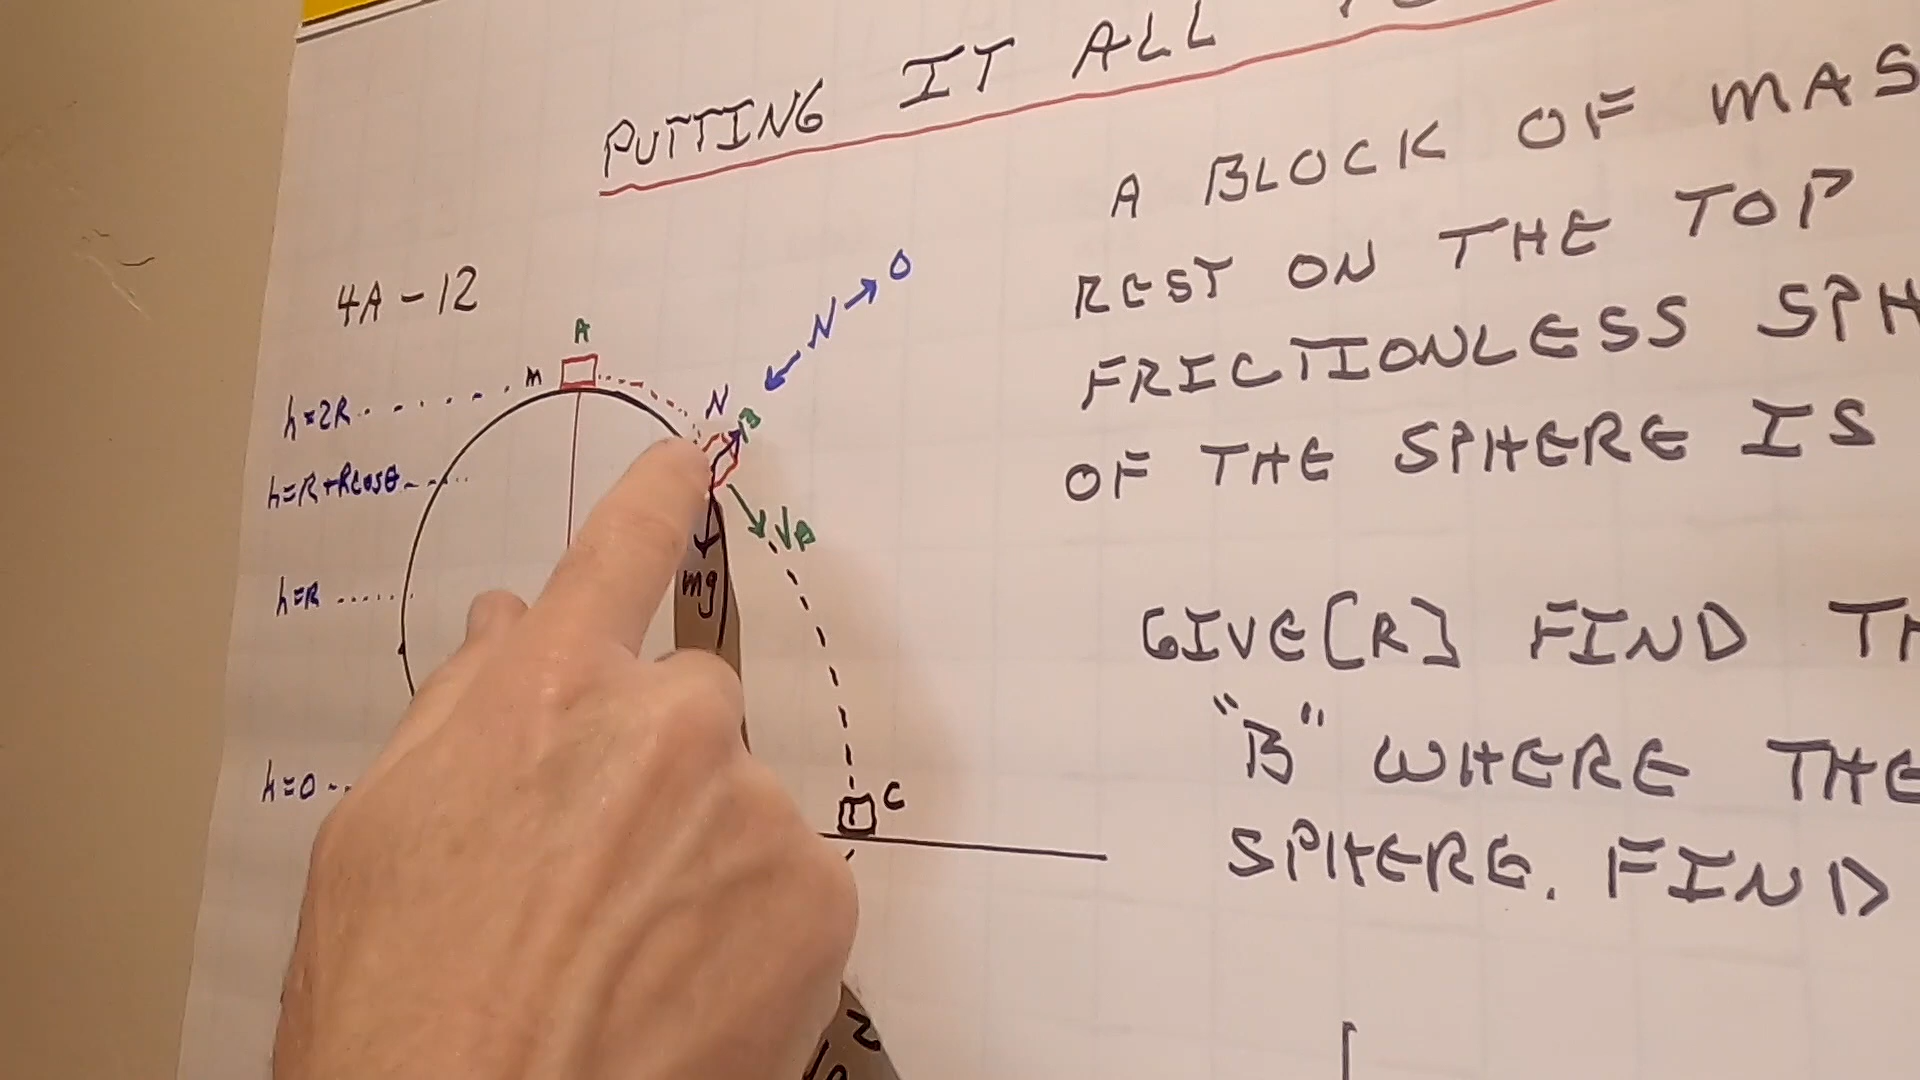 PUTTING IT ALL
4A-12
A
m
h=2R
h=R+RCOSθ
h=R
h=0
N→0
N
B
VB
mg
C
A BLOCK OF MAS
REST ON THE TOP
FRICTIONLESS SPH
OF THE SPHERE IS
GIVE[R] FIND TH
"B" WHERE THE
SPHERE. FIND